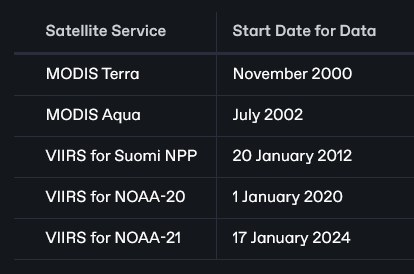 Satellite Service Start Date for Data
MODIS Terra November 2000
MODIS Aqua July 2002
VIIRS for Suomi NPP 20 January 2012
VIIRS for NOAA-20 1 January 2020
VIIRS for NOAA-21 17 January 2024